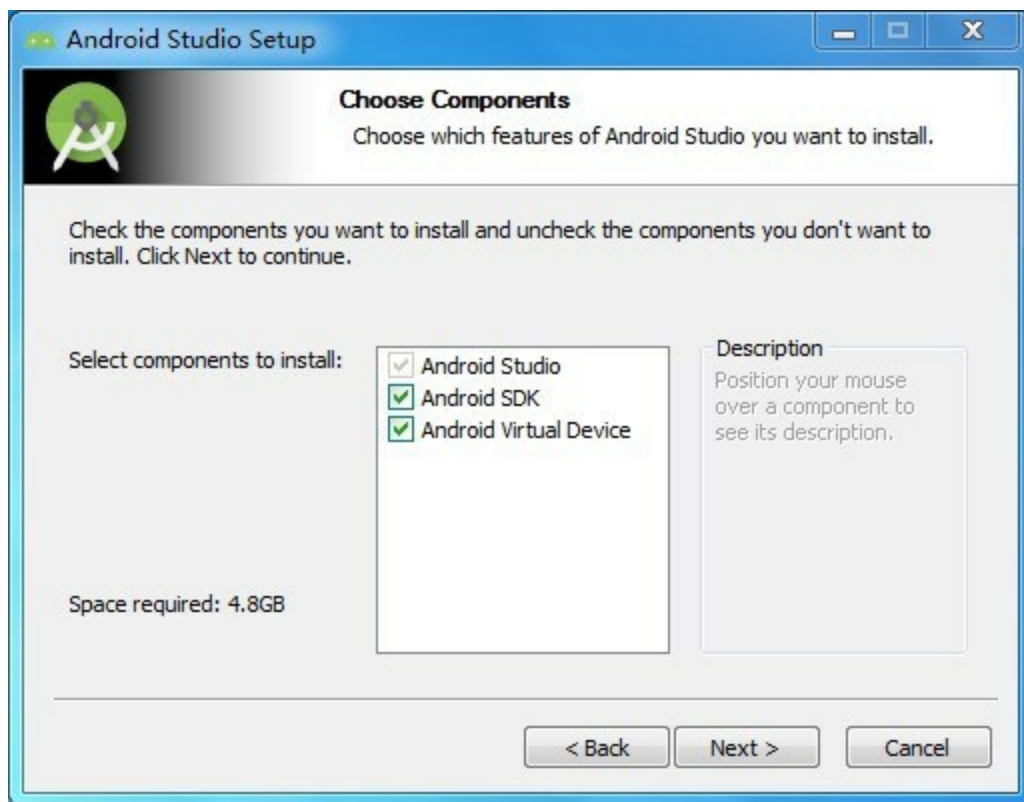 Android Studio Setup
Choose Components
Choose which features of Android Studio you want to install.
Check the components you want to install and uncheck the components you don't want to
install. Click Next to continue.
Select components to install:
Android Studio
Android SDK
Android Virtual Device
Description
Position your mouse
over a component to
see its description.
Space required: 4.8GB
< Back
Next >
Cancel